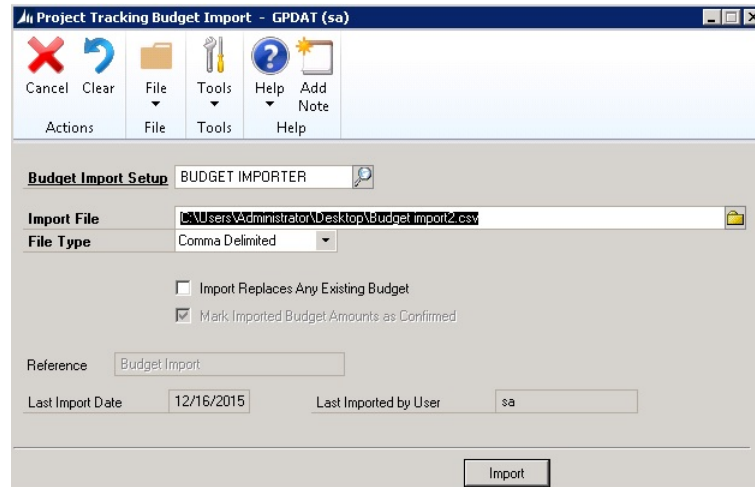 Project Tracking Budget Import - GPDAT (sa)
Cancel Clear File Tools Help Add Note
Actions File Tools Help
Budget Import Setup BUDGET IMPORTER
Import File C:\Users\Administrator\Desktop\Budget import2.csv
File Type Comma Delimited
Import Replaces Any Existing Budget
Mark Imported Budget Amounts as Confirmed
Reference Budget Import
Last Import Date 12/16/2015 Last Imported by User sa
Import